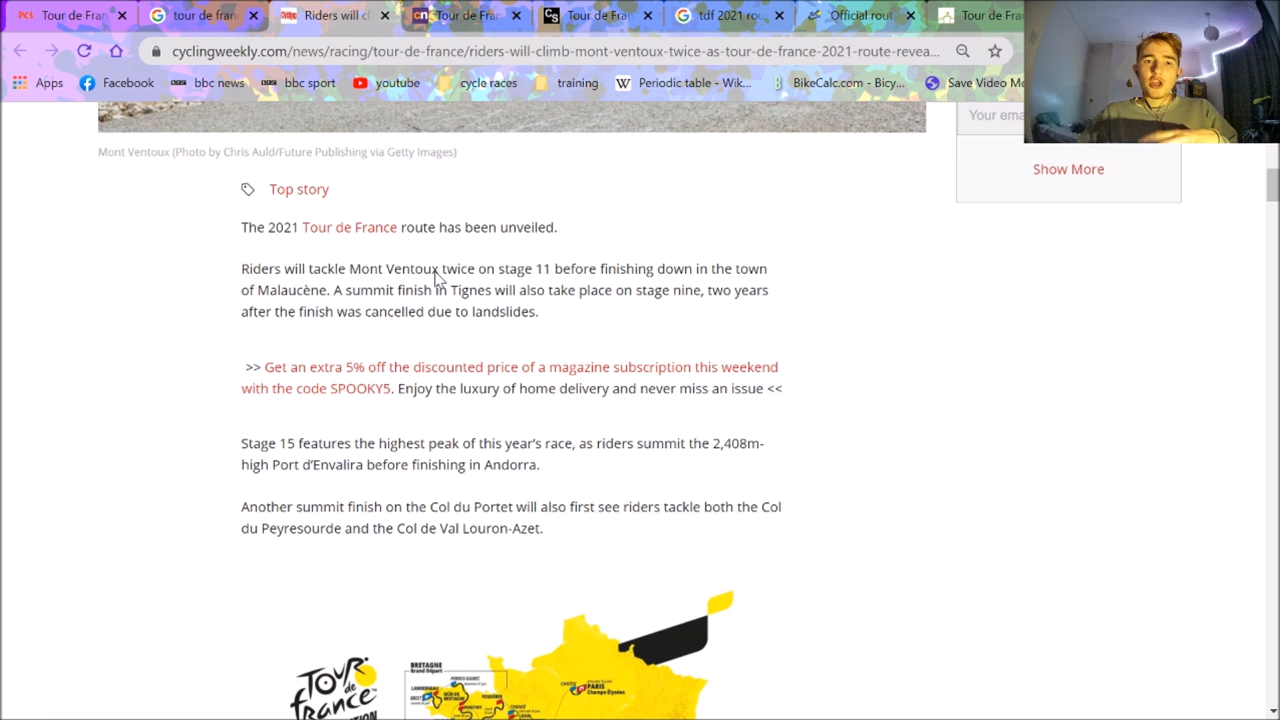 Tour de Fran
tour de fran
Riders will cl
Tour de Fran
Tour de Fran
tdf 2021 rou
Official rout
Tour de Fra
cyclingweekly.com/news/racing/tour-de-france/riders-will-climb-mont-ventoux-twice-as-tour-de-france-2021-route-revea...
Apps
Facebook
bbc news
bbc sport
youtube
cycle races
training
Periodic table - Wik...
BikeCalc.com - Bicy...
Save Video Me
Your ema
Show More
Mont Ventoux (Photo by Chris Auld/Future Publishing via Getty Images)
Top story
The 2021 Tour de France route has been unveiled.
Riders will tackle Mont Ventoux twice on stage 11 before finishing down in the town
of Malaucène. A summit finish in Tignes will also take place on stage nine, two years
after the finish was cancelled due to landslides.
>> Get an extra 5% off the discounted price of a magazine subscription this weekend
with the code SPOOKY5. Enjoy the luxury of home delivery and never miss an issue <<
Stage 15 features the highest peak of this year's race, as riders summit the 2,408m-
high Port d'Envalira before finishing in Andorra.
Another summit finish on the Col du Portet will also first see riders tackle both the Col
du Peyresourde and the Col de Val Louron-Azet.
TOUR
de
france
BRETAGNE
Grand Départ
LANDERNEAU
BREST
PARIS
Champs-Élysées